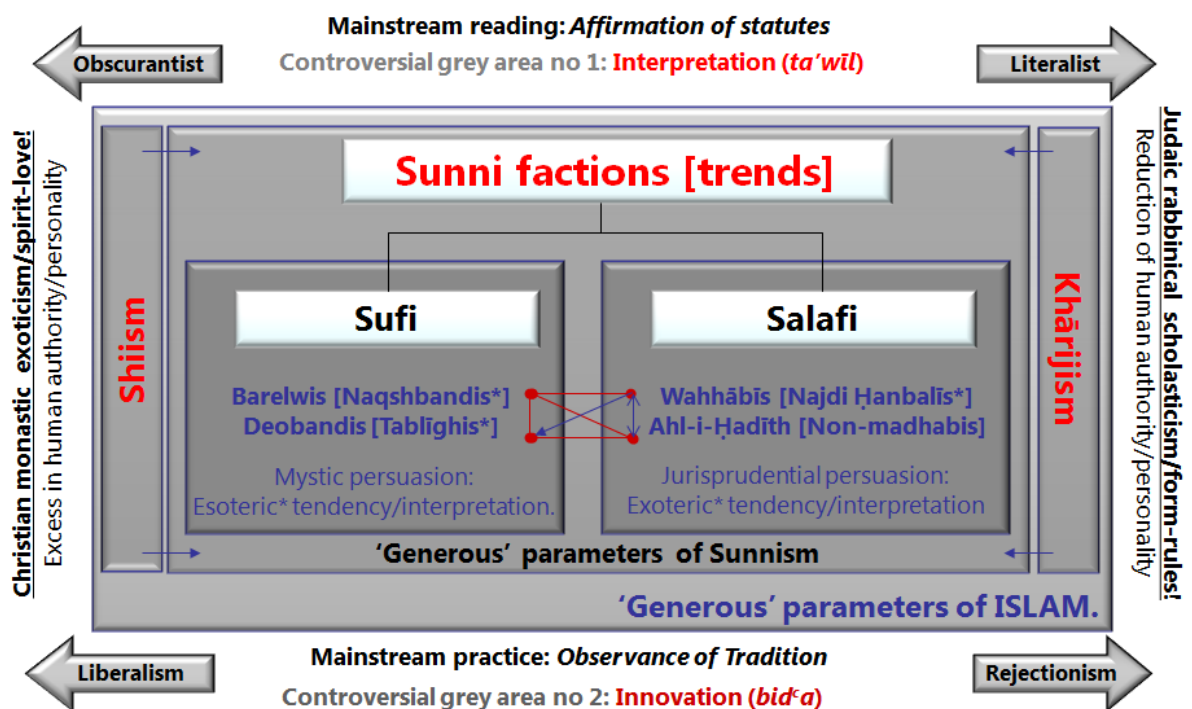 Mainstream reading: Affirmation of statutes
Obscurantist
Controversial grey area no 1: Interpretation (ta’wīl)
Literalist
Christian monastic exoticism/spirit-love!
Excess in human authority/personality
Judaic rabbinical scholasticism/form-rules!
Reduction of human authority/personality
Shiism
Khārijism
Sunni factions [trends]
Sufi
Barelwis [Naqshbandis*]
Deobandis [Tablīghis*]
Mystic persuasion:
Esoteric* tendency/interpretation.
Salafi
Wahhābīs [Najdi Ḥanbalīs*]
Ahl-i-Ḥadīth [Non-madhabis]
Jurisprudential persuasion:
Exoteric* tendency/interpretation
‘Generous’ parameters of Sunnism
‘Generous’ parameters of ISLAM.
Mainstream practice: Observance of Tradition
Liberalism
Controversial grey area no 2: Innovation (bidᶜa)
Rejectionism